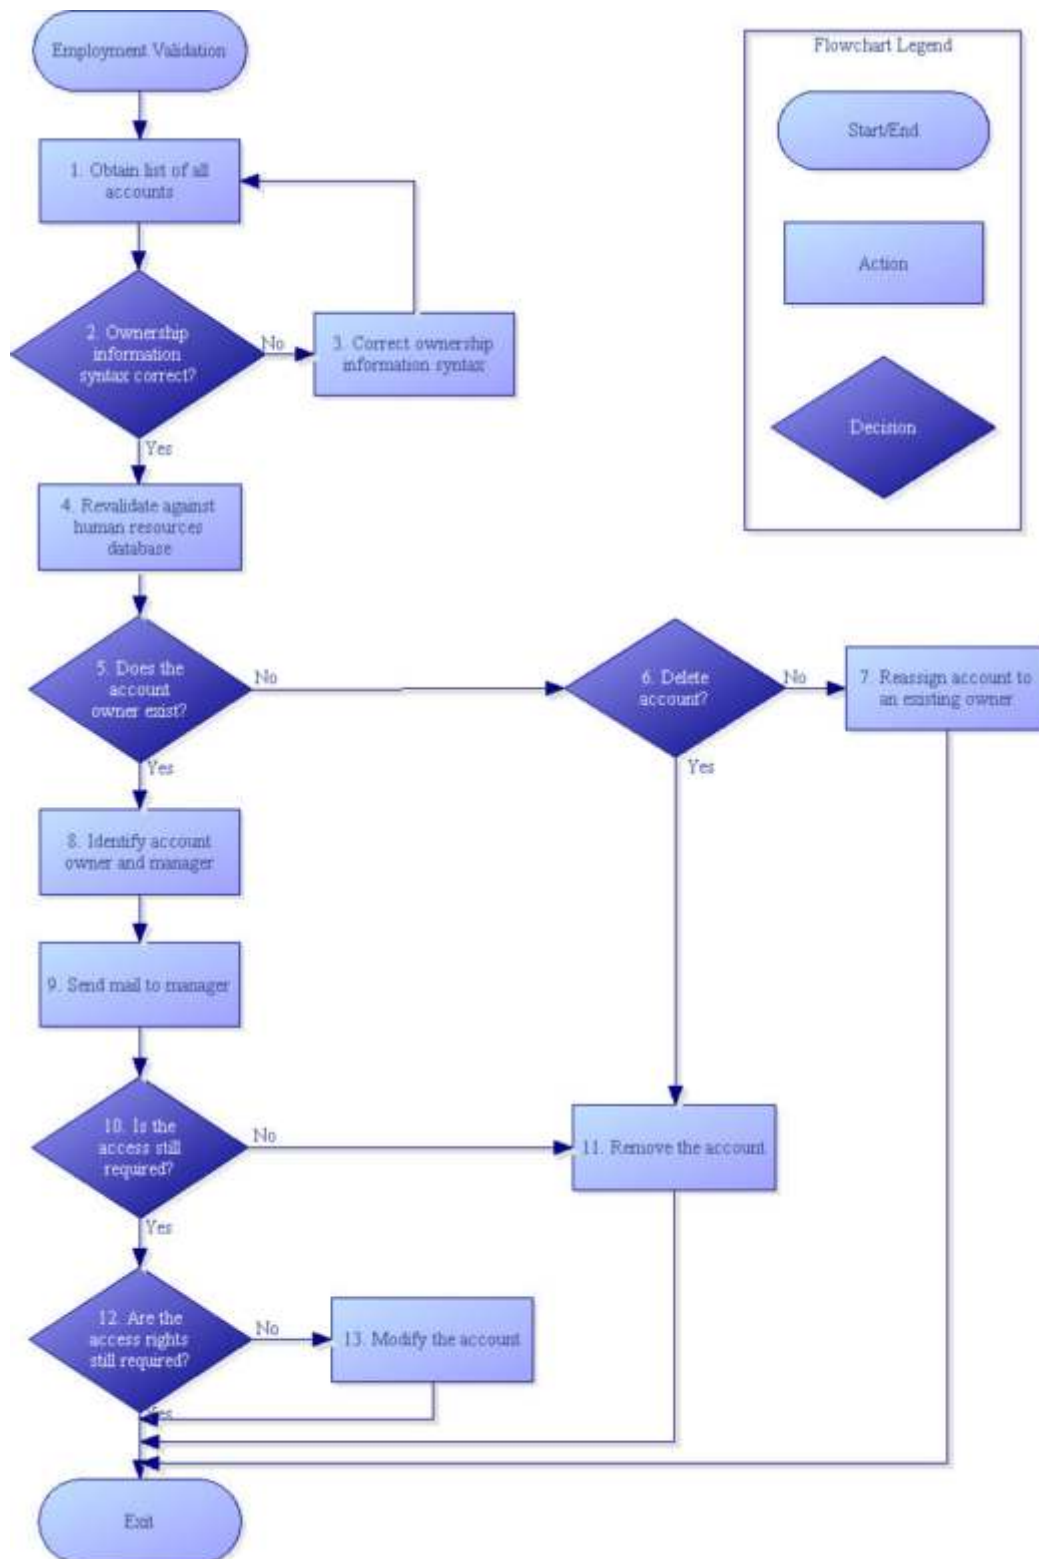 Employment Validation
Flowchart Legend
Start/End
1. Obtain list of all
accounts
Action
2. Ownership
information
syntax correct?
No
3. Correct ownership
information syntax
Decision
Yes
4. Revalidate against
human resources
database
5. Does the
account
owner exist?
No
6. Delete
account?
No
7. Reassign account to
an existing owner
Yes
Yes
8. Identify account
owner and manager
9. Send mail to manager
10. Is the
access still
required?
No
11. Remove the account
Yes
12. Are the
access rights
still required?
No
13. Modify the account
Yes
Exit